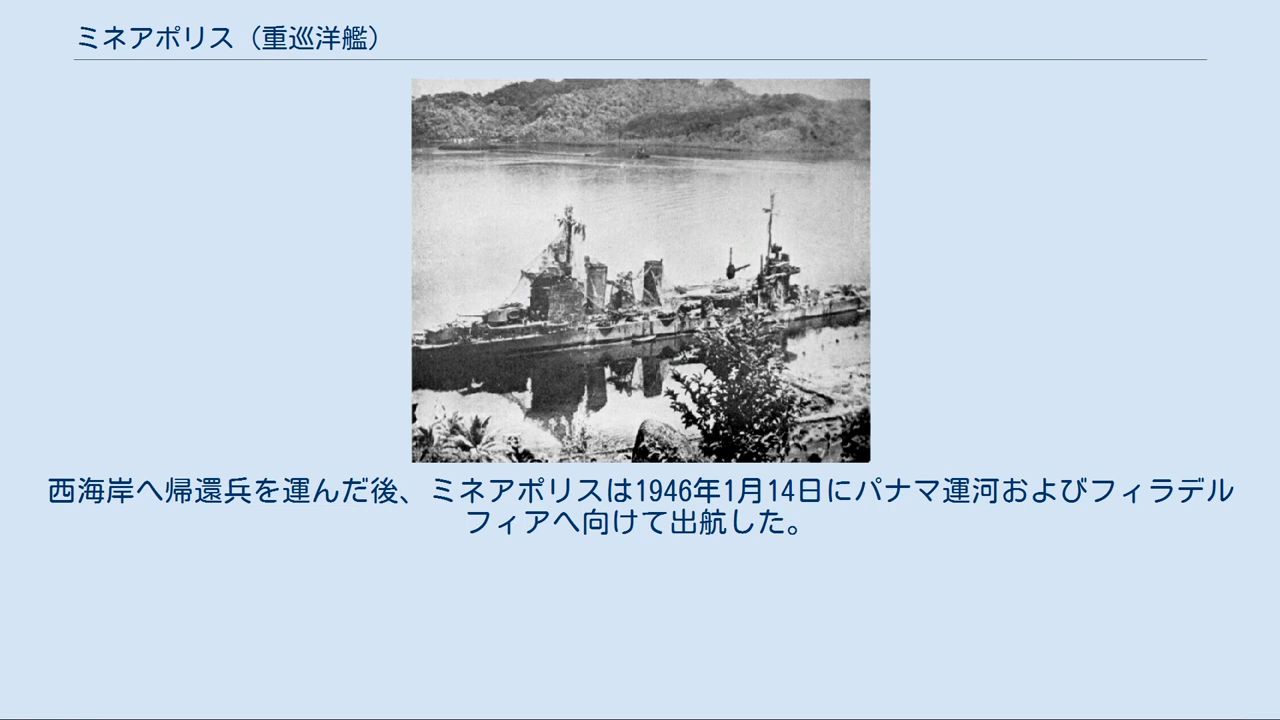 ミネアポリス（重巡洋艦）
西海岸へ帰還兵を運んだ後、ミネアポリスは1946年1月14日にパナマ運河およびフィラデル
フィアへ向けて出航した。